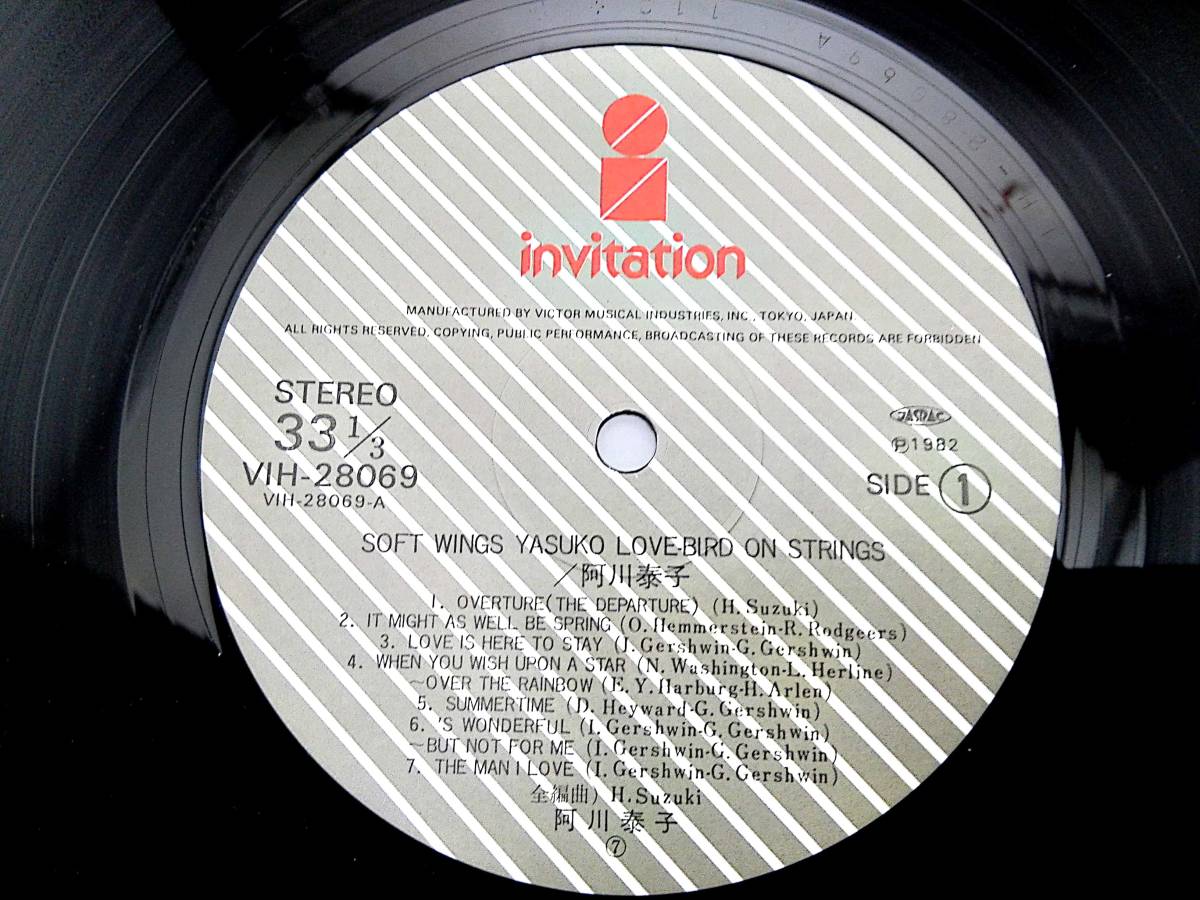 invitation
MANUFACTURED BY VICTOR MUSICAL INDUSTRIES, INC., TOKYO, JAPAN.
ALL RIGHTS RESERVED, COPYING, PUBLIC PERFORMANCE, BROADCASTING OF THESE RECORDS ARE FORBIDDEN
STEREO
33 1/3
VIH-28069
VIH-28069-A
JASRAC
Ⓟ1982
SIDE ①
SOFT WINGS YASUKO LOVE-BIRD ON STRINGS
／阿川泰子
1. OVERTURE(THE DEPARTURE) (H. Suzuki)
2. IT MIGHT AS WELL BE SPRING (O. Hemmerstein-R. Rodgeers)
3. LOVE IS HERE TO STAY (I. Gershwin-G. Gershwin)
4. WHEN YOU WISH UPON A STAR (N. Washington-L. Herline)
~OVER THE RAINBOW (E. Y. Harburg-H. Arlen)
5. SUMMERTIME (D. Heyward-G. Gershwin)
6. 'S WONDERFUL (I. Gershwin-G. Gershwin)
~BUT NOT FOR ME (I. Gershwin-G. Gershwin)
7. THE MAN I LOVE (I. Gershwin-G. Gershwin)
全編曲) H. Suzuki
阿川泰子
⑦